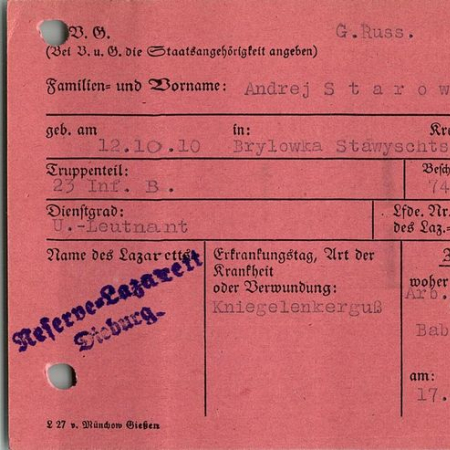 V. G. G.Russ.
(Bei V. u. G. die Staatsangehörigkeit angeben)
Familien- und Vorname: Andrej Starow
geb. am in: Kre
12.10.10 Brylowka Stawyschts
Truppenteil: Besch
23 Inf. B. 74
Dienstgrad: Lfde. Nr.
U.-Leutnant des Laz.-
Name des Lazaretts Erkrankungstag, Art der
Krankheit woher
oder Verwundung: Arb.
Reserve-Lazarett Kniegelenkerguß
Dieburg. Bab
am:
17.
L 27 v. Münchow Gießen